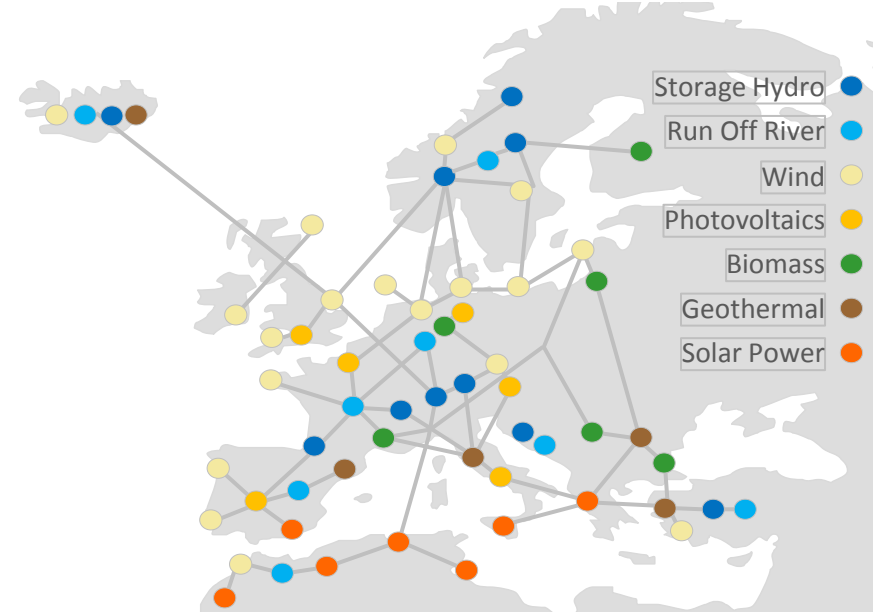 Storage Hydro
Run Off River
Wind
Photovoltaics
Biomass
Geothermal
Solar Power